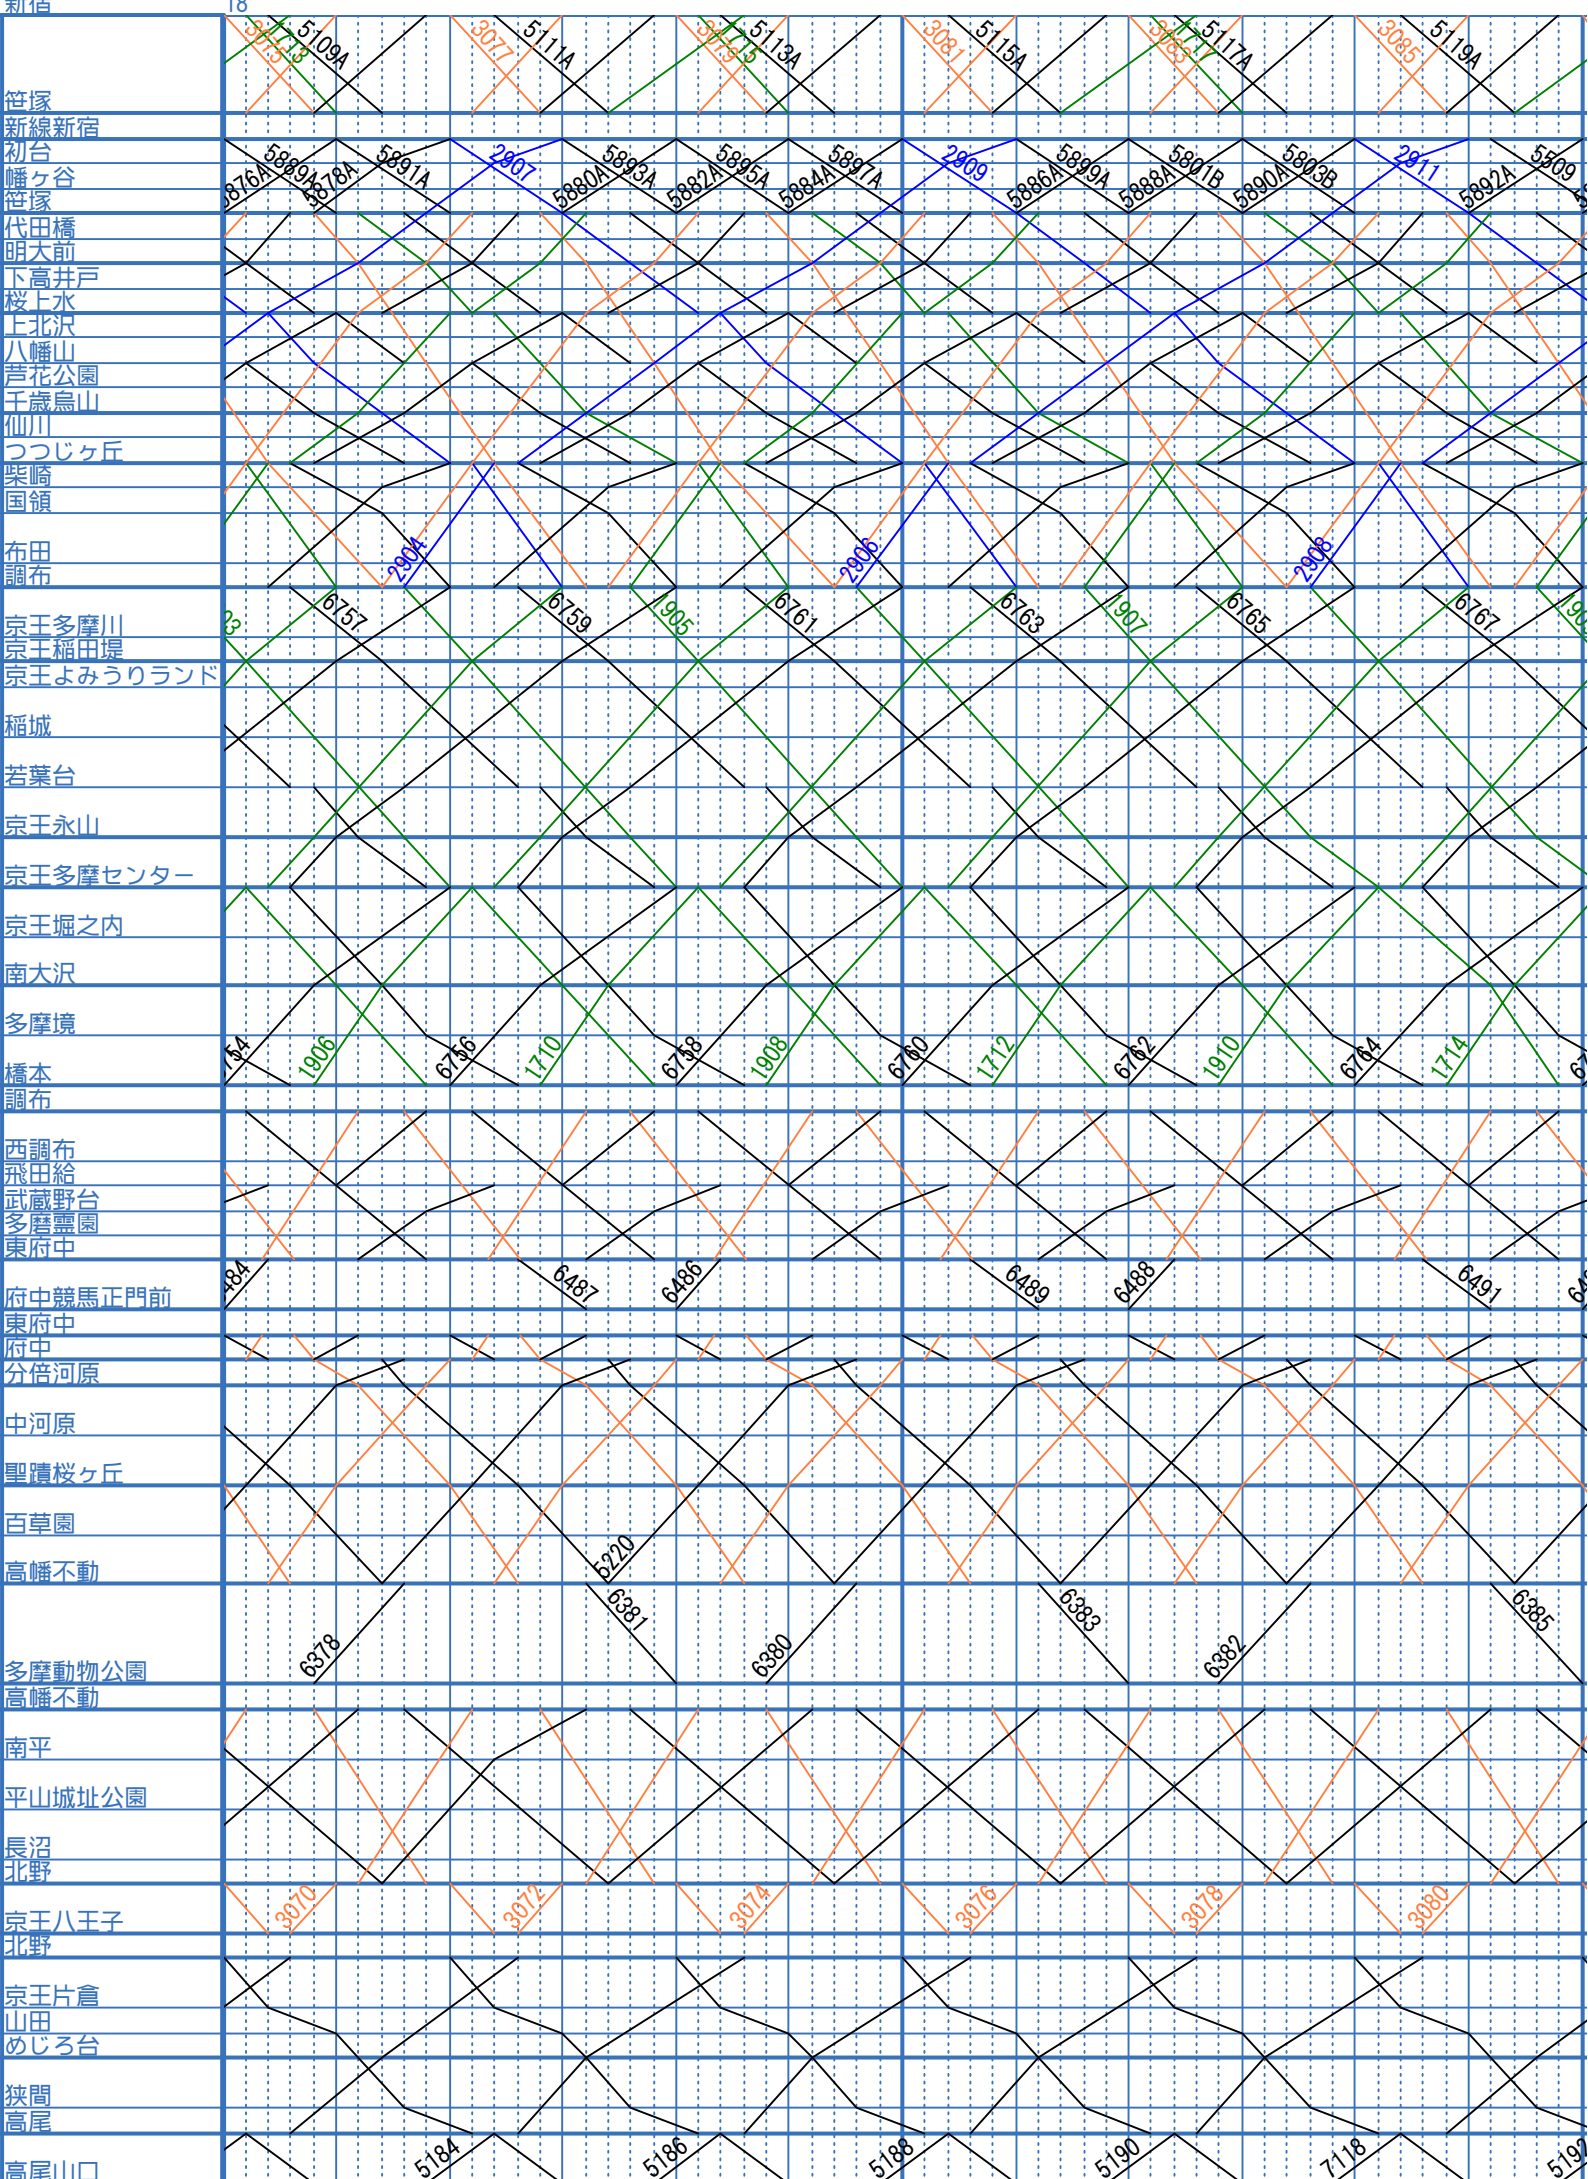 新宿 18
3075 1713 5109A 3077 5111A 3079 1715 5113A 3081 5115A 3083 1717 5117A 3085 5119A
笹塚
新線新宿
初台
幡ヶ谷
笹塚
5876A 5889A 5878A 5891A 2907 5880A 5893A 5882A 5895A 5884A 5897A 2909 5886A 5899A 5888A 5801B 5890A 5803B 2911 5892A 5509
代田橋
明大前
下高井戸
桜上水
上北沢
八幡山
芦花公園
千歳烏山
仙川
つつじヶ丘
柴崎
国領
布田
2904 2906 2908
調布
6757 6759 1905 6761 6763 1907 6765 6767
京王多摩川
京王稲田堤
京王よみうりランド
稲城
若葉台
京王永山
京王多摩センター
京王堀之内
南大沢
多摩境
1906 6756 1710 6758 1908 6760 1712 6762 1910 6764 1714
橋本
調布
西調布
飛田給
武蔵野台
多磨霊園
東府中
6487 6486 6489 6488 6491
府中競馬正門前
東府中
府中
分倍河原
中河原
聖蹟桜ヶ丘
百草園
5220
高幡不動
6378 6381 6380 6383 6382 6385
多摩動物公園
高幡不動
南平
平山城址公園
長沼
北野
3070 3072 3074 3076 3078 3080
京王八王子
北野
京王片倉
山田
めじろ台
狭間
高尾
5184 5186 5188 5190 7118 5192
高尾山口